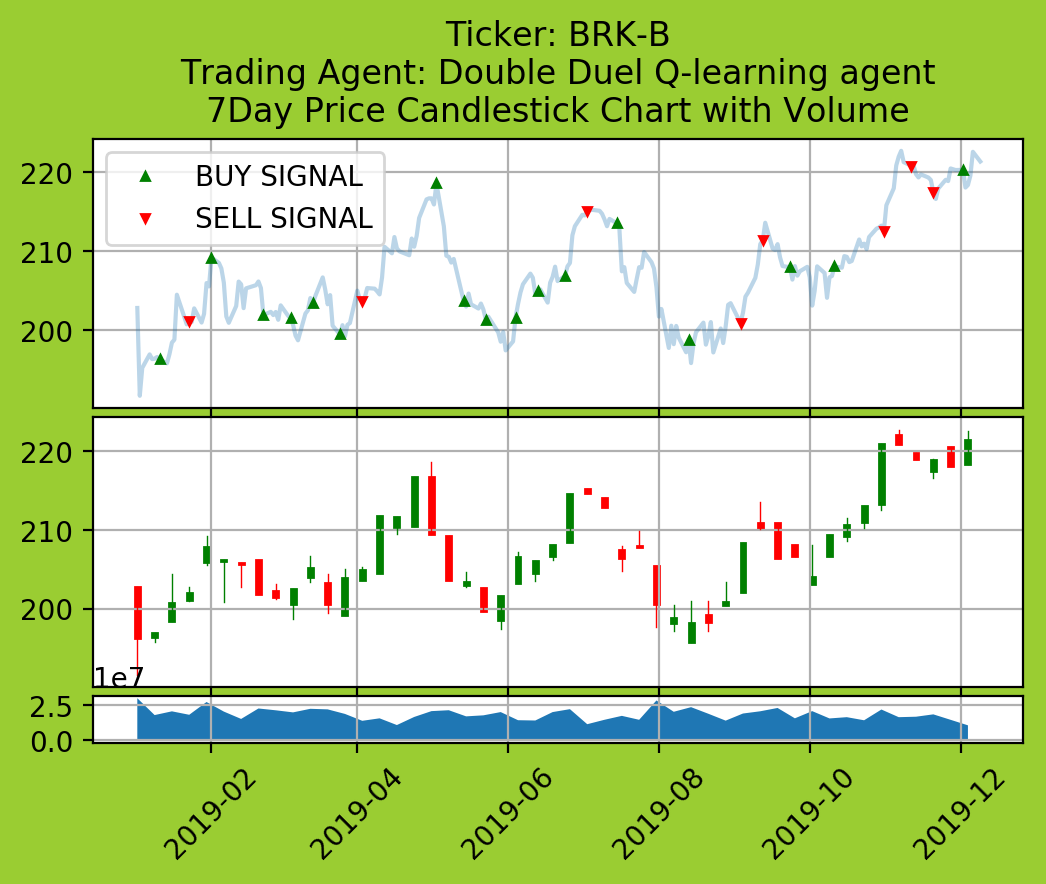 Ticker: BRK-B
Trading Agent: Double Duel Q-learning agent
7Day Price Candlestick Chart with Volume
BUY SIGNAL
SELL SIGNAL
220
210
200
220
210
200
1e7
2.5
0.0
2019-02
2019-04
2019-06
2019-08
2019-10
2019-12